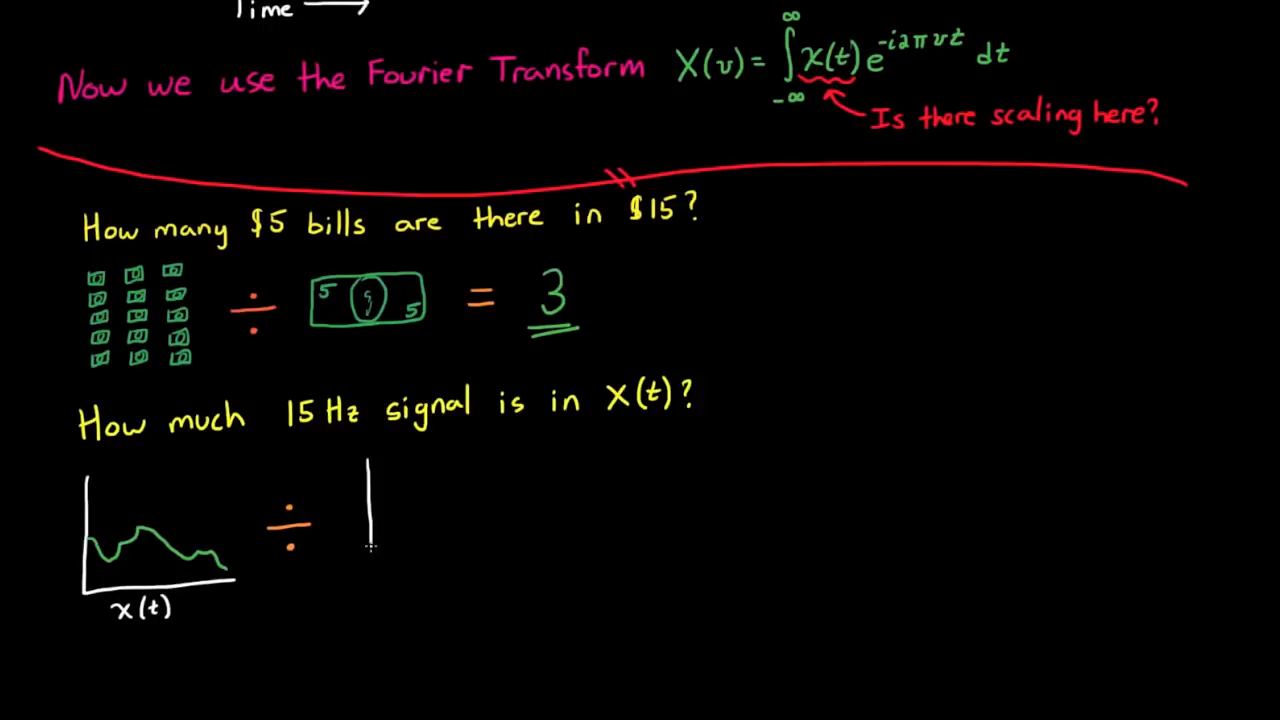 Time →
Now we use the Fourier Transform X(ν) = ∫_{-∞}^{∞} x(t) e^{-i2πνt} dt
Is there scaling here?
How many $5 bills are there in $15?
÷ 5 5 = 3
How much 15 Hz signal is in X(t)?
÷
x(t)